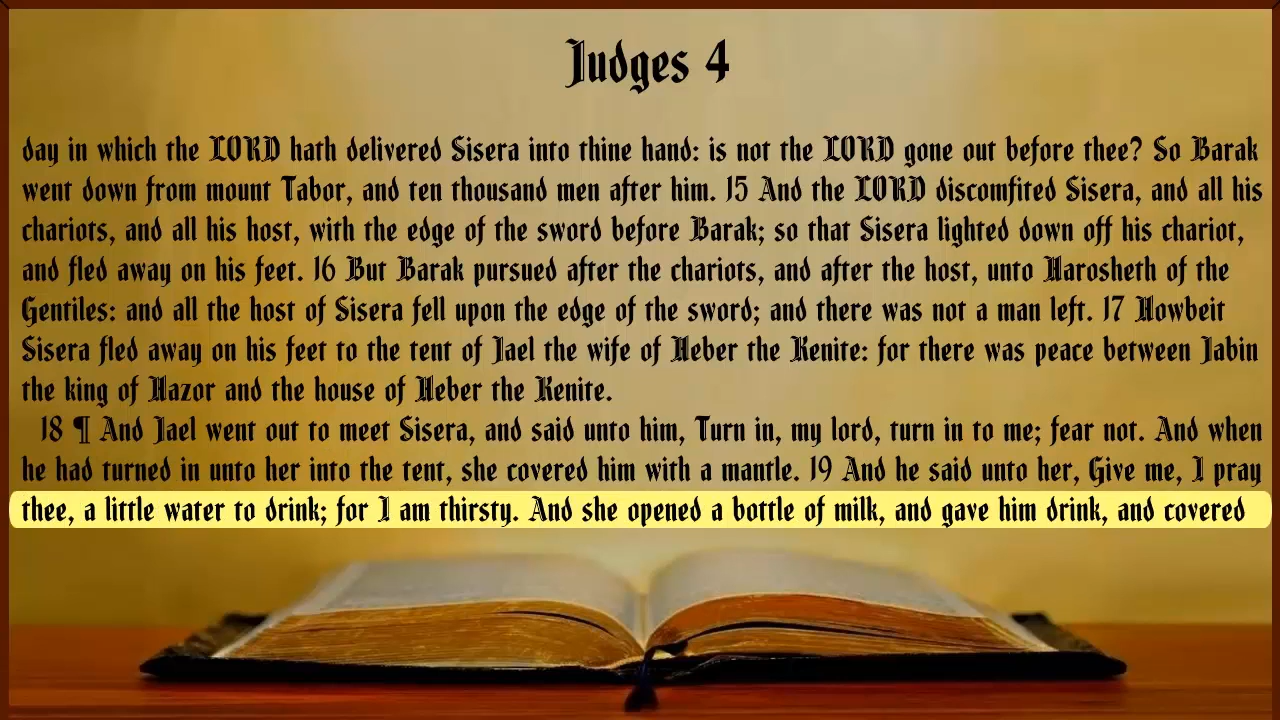 Judges 4
day in which the LORD hath delivered Sisera into thine hand: is not the LORD gone out before thee? So Barak
went down from mount Tabor, and ten thousand men after him. 15 And the LORD discomfited Sisera, and all his
chariots, and all his host, with the edge of the sword before Barak; so that Sisera lighted down off his chariot,
and fled away on his feet. 16 But Barak pursued after the chariots, and after the host, unto Harosheth of the
Gentiles: and all the host of Sisera fell upon the edge of the sword; and there was not a man left. 17 Howbeit
Sisera fled away on his feet to the tent of Jael the wife of Heber the Kenite: for there was peace between Jabin
the king of Hazor and the house of Heber the Kenite.
18 ¶ And Jael went out to meet Sisera, and said unto him, Turn in, my lord, turn in to me; fear not. And when
he had turned in unto her into the tent, she covered him with a mantle. 19 And he said unto her, Give me, I pray
thee, a little water to drink; for I am thirsty. And she opened a bottle of milk, and gave him drink, and covered